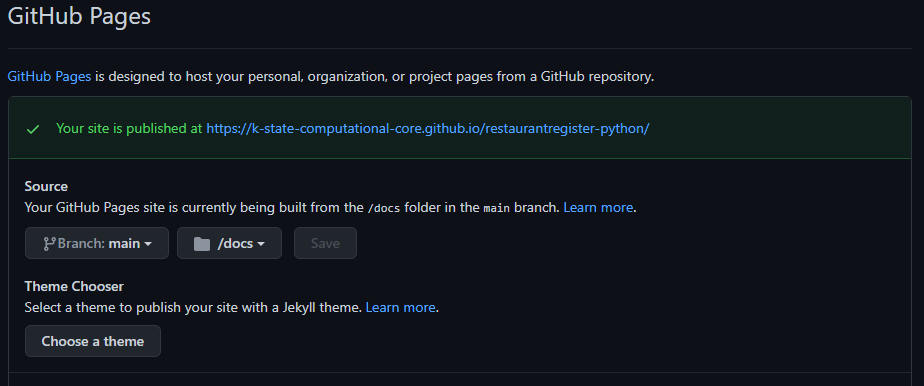 GitHub Pages
GitHub Pages is designed to host your personal, organization, or project pages from a GitHub repository.
Your site is published at https://k-state-computational-core.github.io/restaurantregister-python/
Source
Your GitHub Pages site is currently being built from the /docs folder in the main branch. Learn more.
Branch: main /docs Save
Theme Chooser
Select a theme to publish your site with a Jekyll theme. Learn more.
Choose a theme